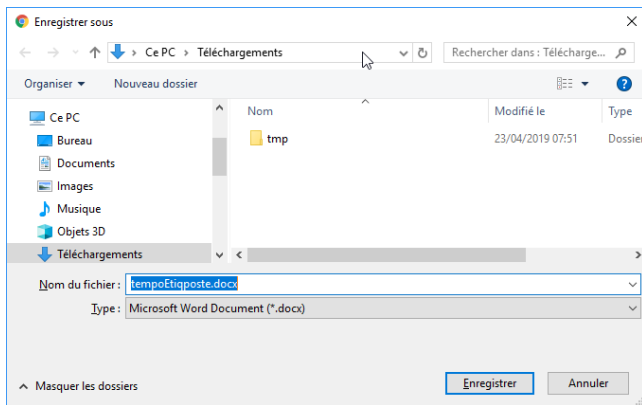 Enregistrer sous
Ce PC > Téléchargements
Rechercher dans : Télécharge...
Organiser
Nouveau dossier
Ce PC
Bureau
Documents
Images
Musique
Objets 3D
Téléchargements
Nom Modifié le Type
tmp 23/04/2019 07:51 Dossie
Nom du fichier : tempoEtiqposte.docx
Type : Microsoft Word Document (*.docx)
Masquer les dossiers
Enregistrer
Annuler